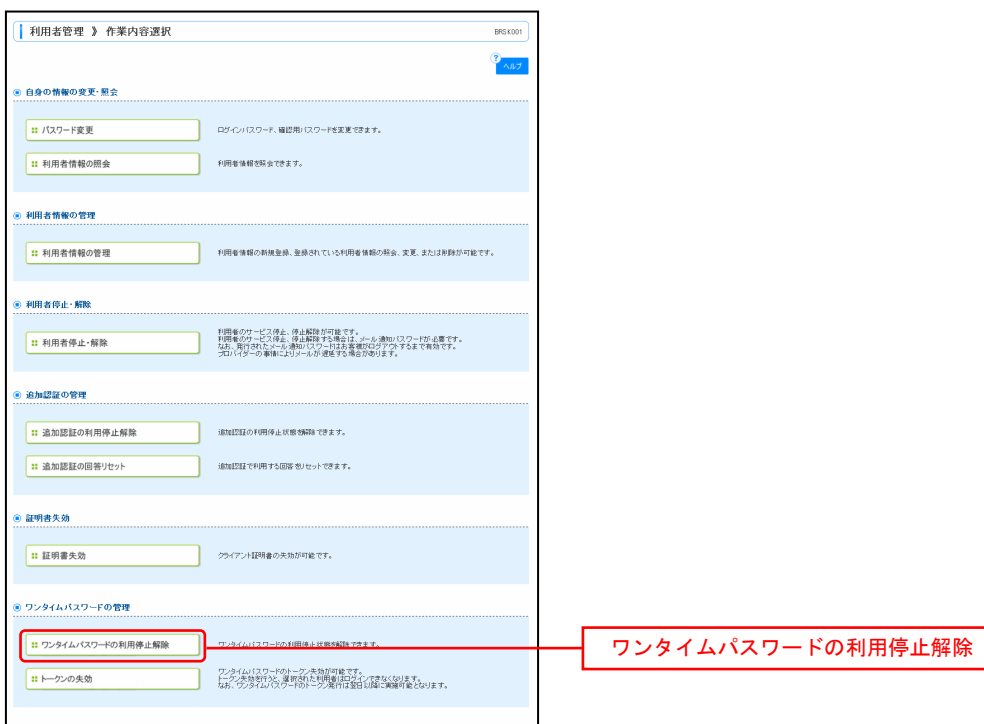 利用者管理 》 作業内容選択
BRSK001
?
ヘルプ
自身の情報の変更・照会
パスワード変更
ログインパスワード、確認用パスワードを変更できます。
利用者情報の照会
利用者情報を照会できます。
利用者情報の管理
利用者情報の管理
利用者情報の新規登録、登録されている利用者情報の照会、変更、または削除が可能です。
利用者停止・解除
利用者停止・解除
利用者のサービス停止、停止解除が可能です。
利用者のサービス停止、停止解除する場合は、メール通知パスワードが必要です。
なお、発行されたメール通知パスワードはお客様がログアウトするまで有効です。
プロバイダーの事情によりメールが遅延する場合があります。
追加認証の管理
追加認証の利用停止解除
追加認証の利用停止状態を解除できます。
追加認証の回答リセット
追加認証で利用する回答をリセットできます。
証明書失効
証明書失効
クライアント証明書の失効が可能です。
ワンタイムパスワードの管理
ワンタイムパスワードの利用停止解除
ワンタイムパスワードの利用停止状態を解除できます。
ワンタイムパスワードの利用停止解除
トークンの失効
ワンタイムパスワードのトークン失効が可能です。
トークン失効を行うと、選択された利用者はログインできなくなります。
なお、ワンタイムパスワードのトークン発行は翌日以降に実施可能となります。